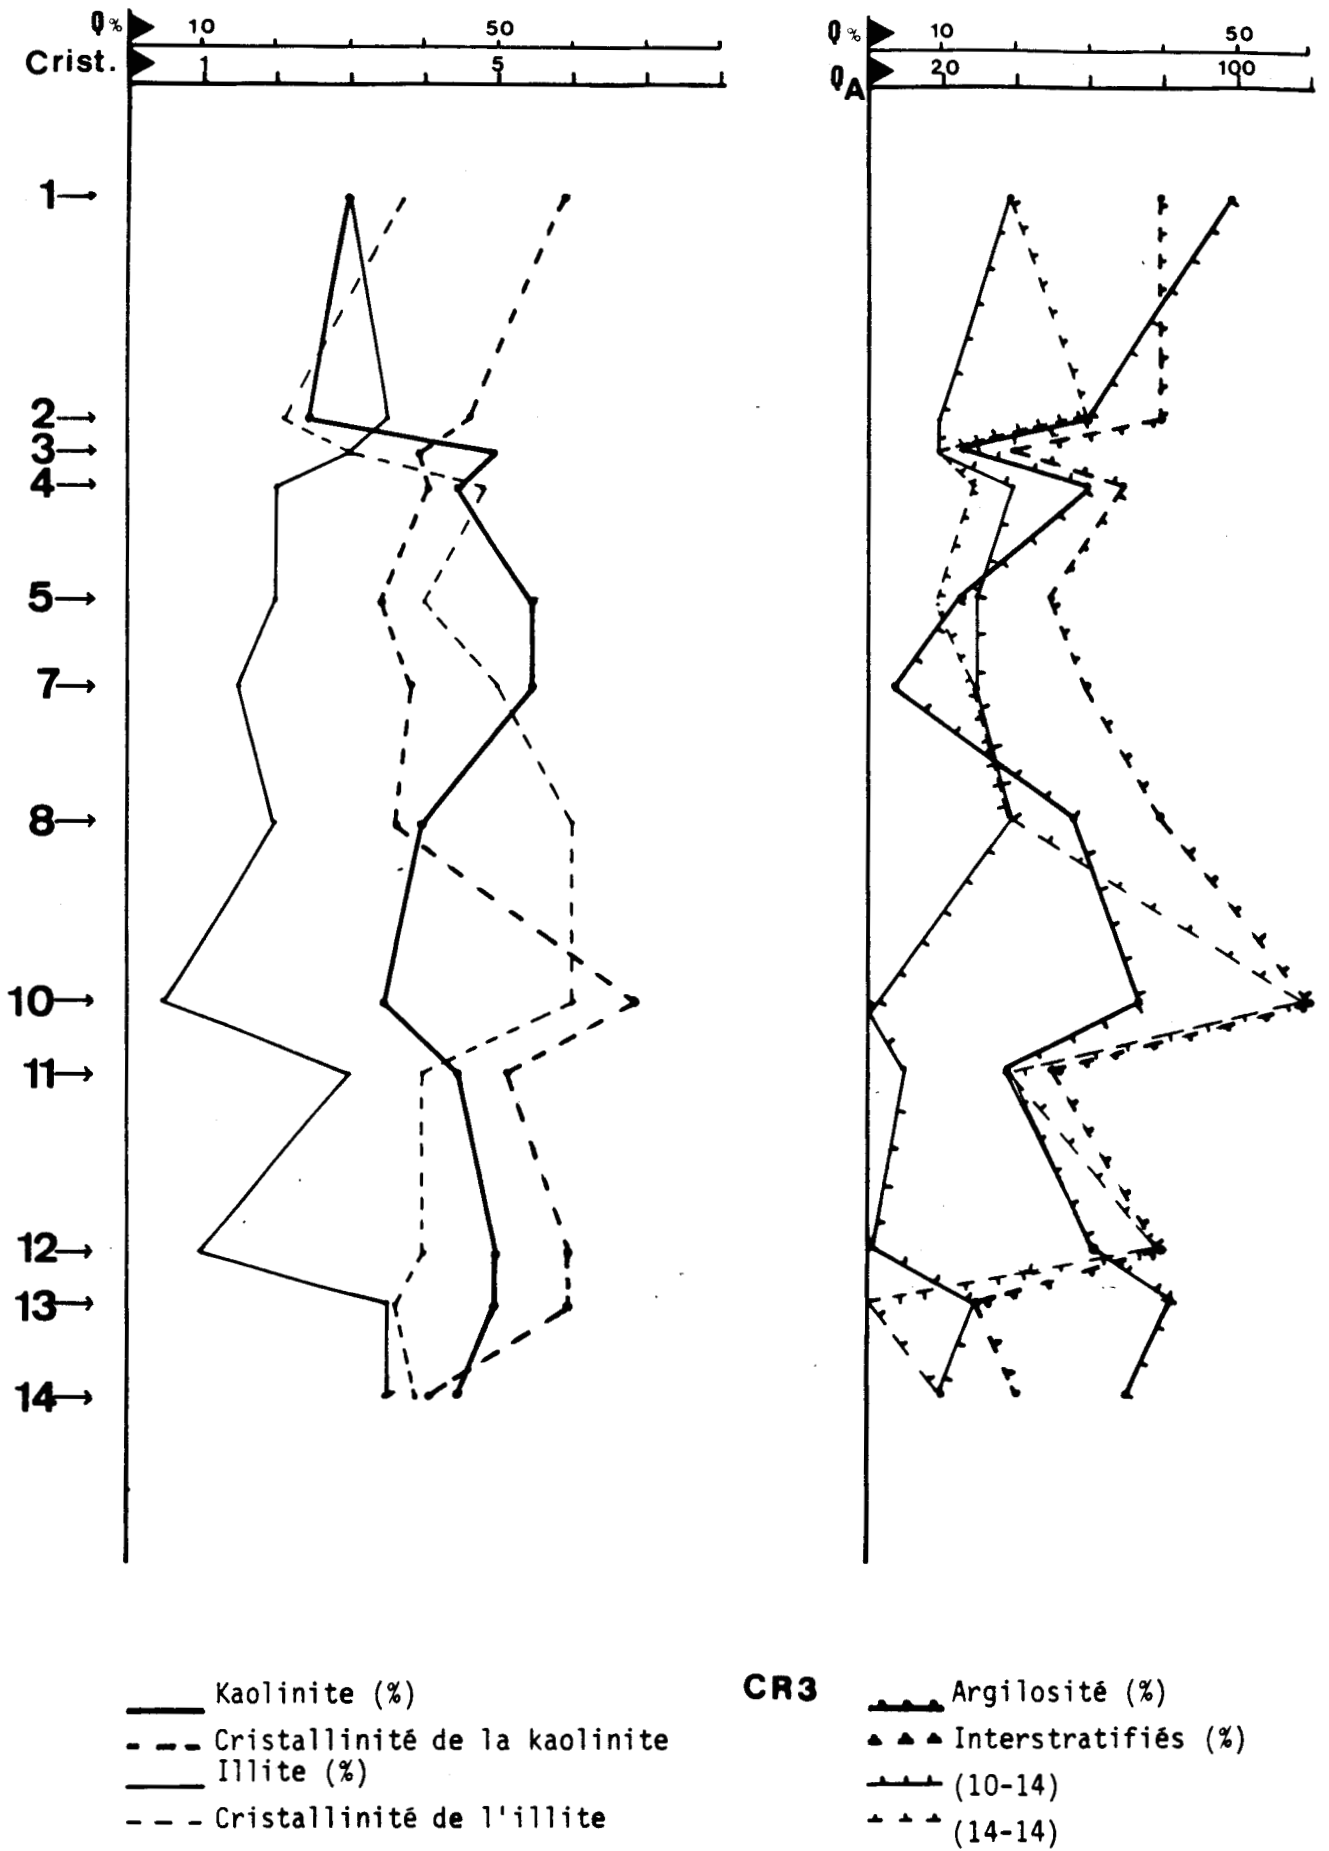 Q% 10 50
Crist. 1 5
Q% 10 50
QA 20 100
1
2
3
4
5
7
8
10
11
12
13
14
Kaolinite (%)
Cristallinité de la kaolinite
Illite (%)
Cristallinité de l'illite
CR3
Argilosité (%)
Interstratifiés (%)
(10-14)
(14-14)